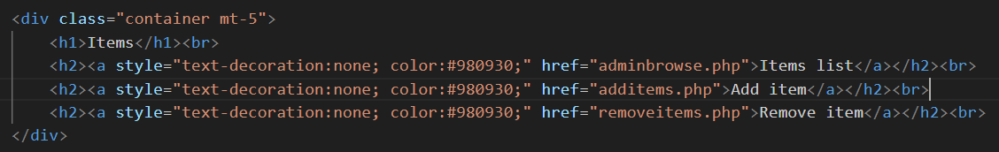 <div class="container mt-5">
    <h1>Items</h1><br>
    <h2><a style="text-decoration:none; color:#980930;" href="adminbrowse.php">Items list</a></h2><br>
    <h2><a style="text-decoration:none; color:#980930;" href="additems.php">Add item</a></h2><br>
    <h2><a style="text-decoration:none; color:#980930;" href="removeitems.php">Remove item</a></h2><br>
</div>